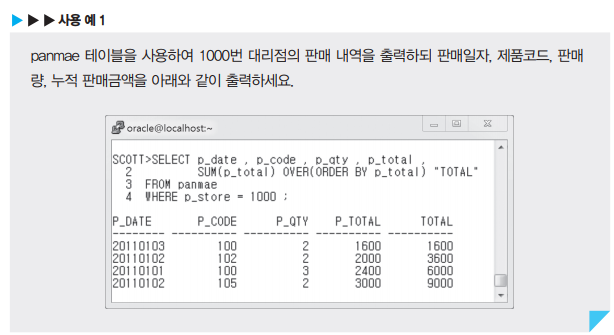 ▶ ▶ ▶ 사용 예 1
panmae 테이블을 사용하여 1000번 대리점의 판매 내역을 출력하되 판매일자, 제품코드, 판매
량, 누적 판매금액을 아래와 같이 출력하세요.
oracle@localhost:~
SCOTT>SELECT p_date , p_code , p_qty , p_total ,
2 SUM(p_total) OVER(ORDER BY p_total) "TOTAL"
3 FROM panmae
4 WHERE p_store = 1000 ;
P_DATE P_CODE P_QTY P_TOTAL TOTAL
-------- ---------- ---------- ---------- ----------
20110103 100 2 1600 1600
20110102 102 2 2000 3600
20110101 100 3 2400 6000
20110102 105 2 3000 9000